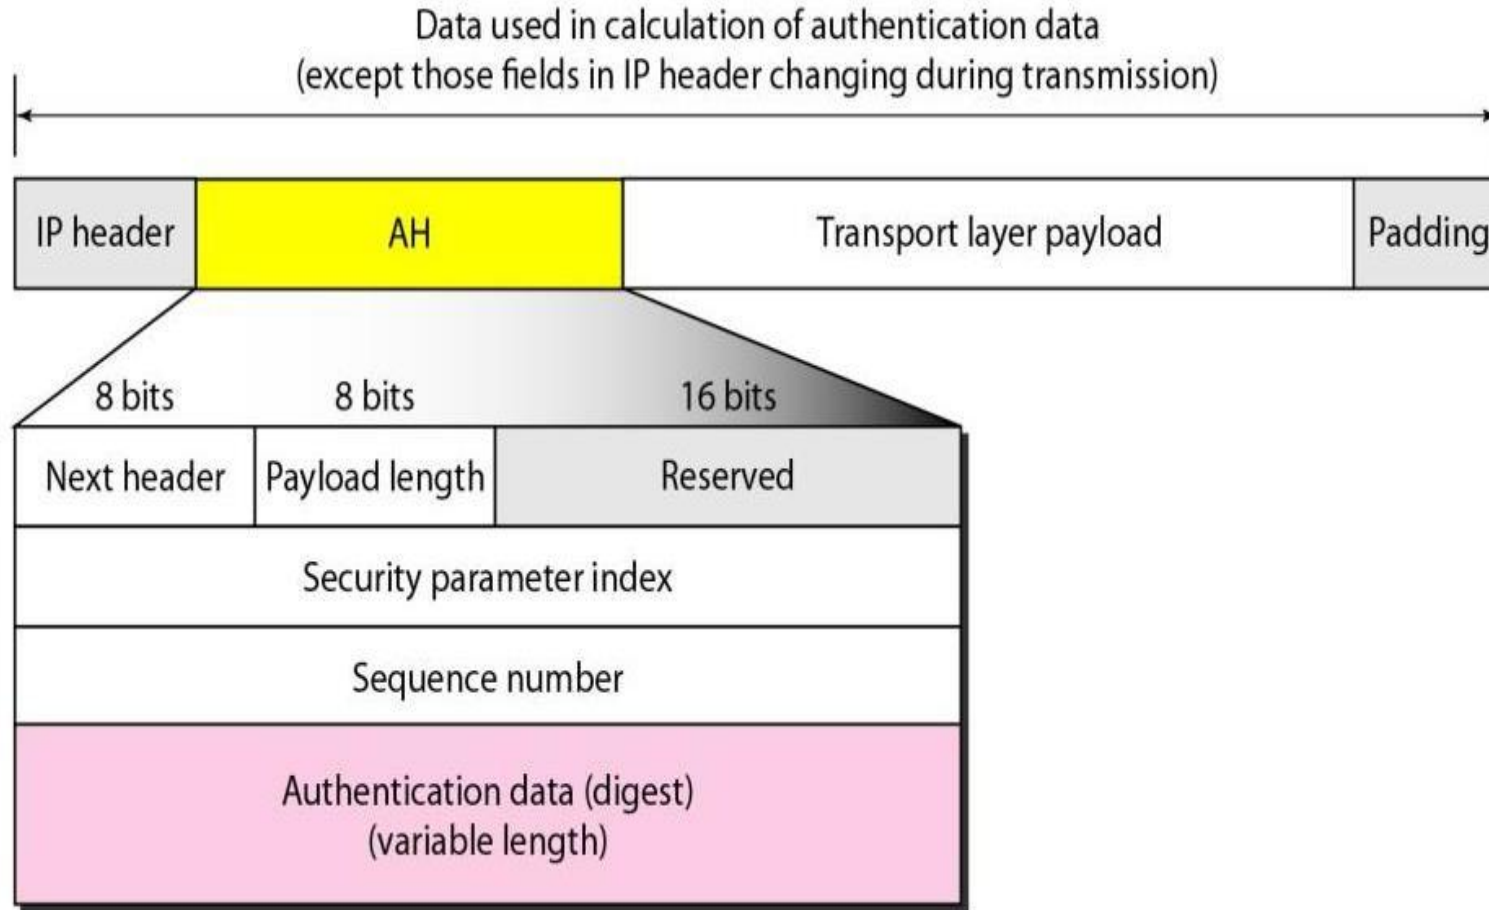 Data used in calculation of authentication data
(except those fields in IP header changing during transmission)
IP header AH Transport layer payload Padding
8 bits 8 bits 16 bits
Next header Payload length Reserved
Security parameter index
Sequence number
Authentication data (digest)
(variable length)